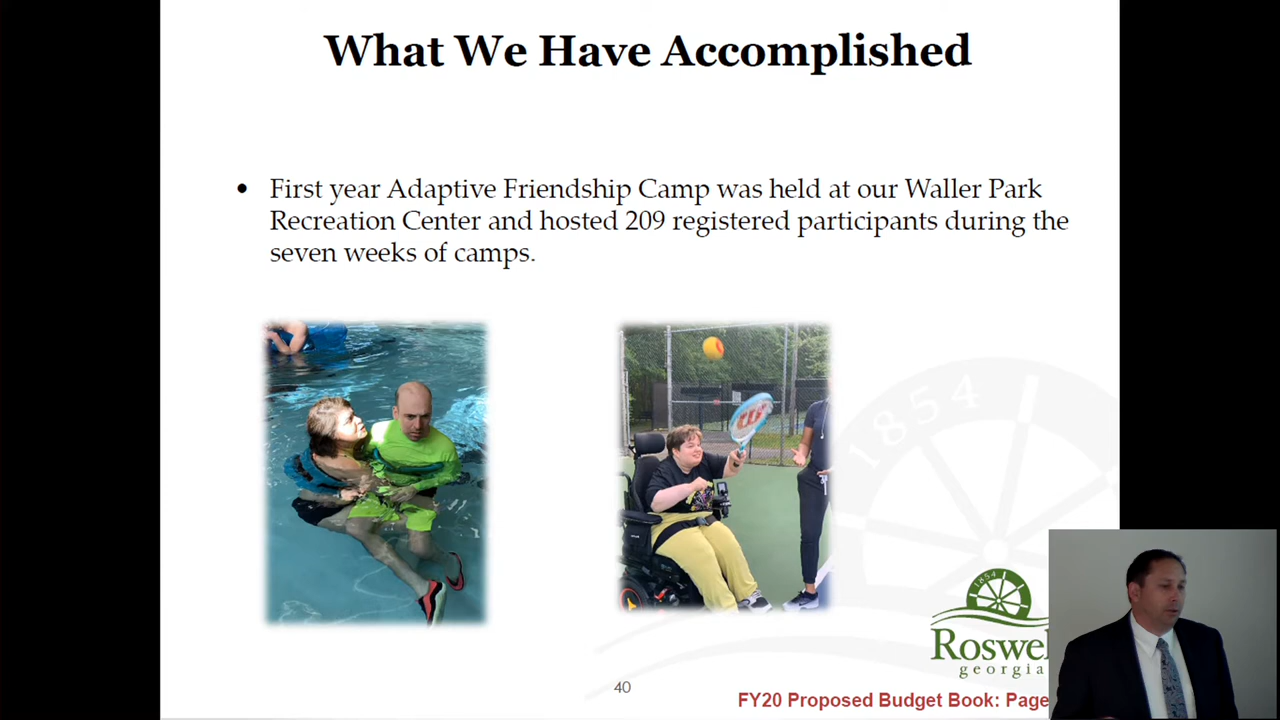 What We Have Accomplished
• First year Adaptive Friendship Camp was held at our Waller Park
Recreation Center and hosted 209 registered participants during the
seven weeks of camps.
1854
1854
georgia
40
FY20 Proposed Budget Book: Page